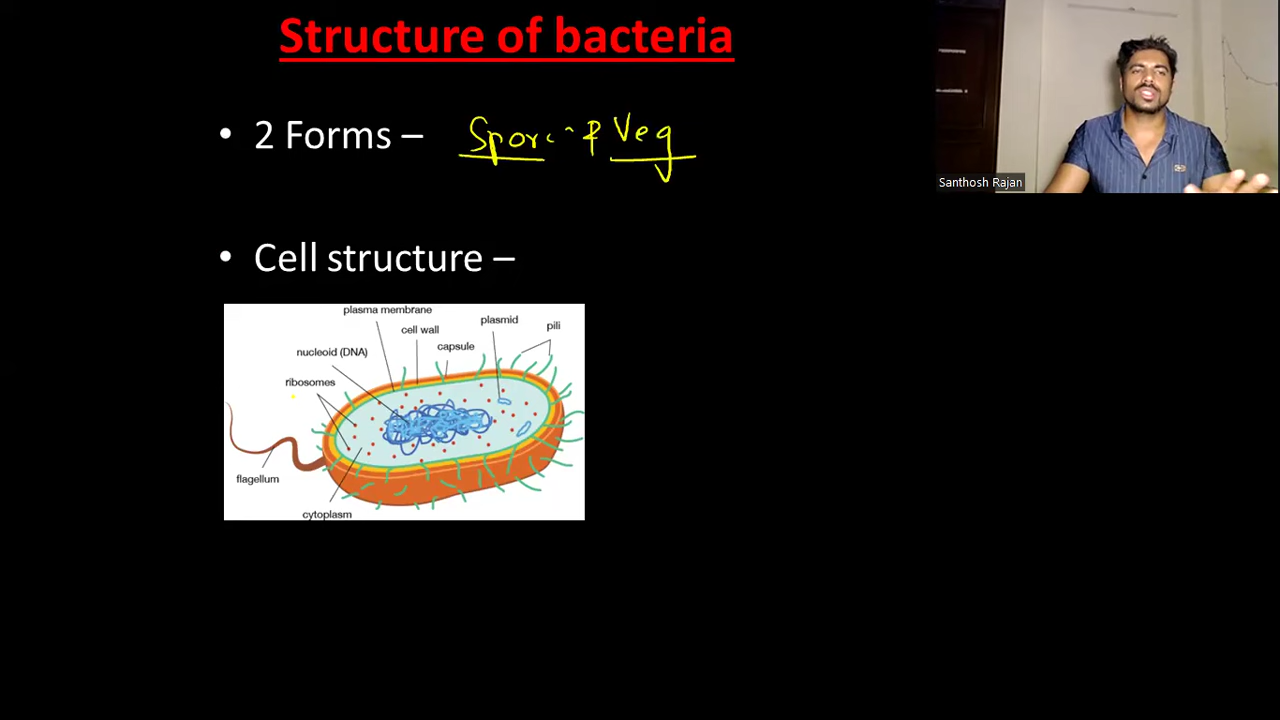 Structure of bacteria
• 2 Forms – Spore & Veg
Santhosh Rajan
• Cell structure –
plasma membrane
plasmid
pili
cell wall
capsule
nucleoid (DNA)
ribosomes
flagellum
cytoplasm